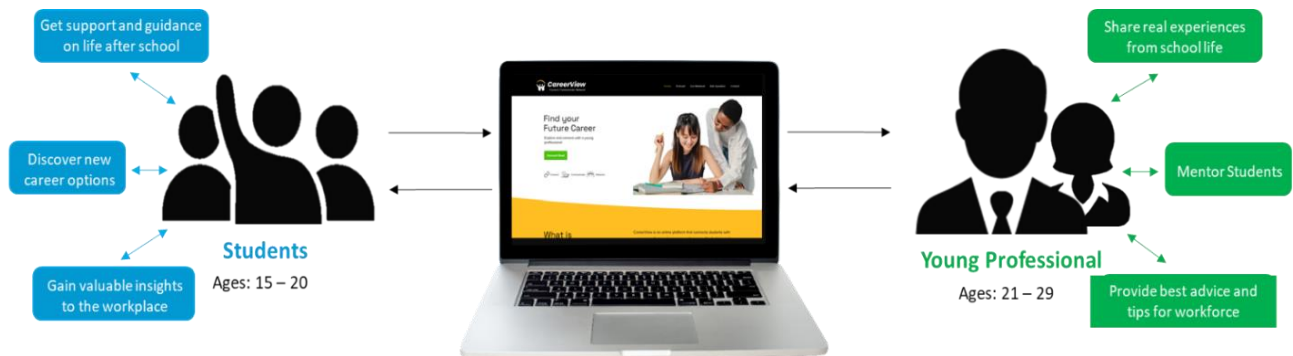 Get support and guidance
on life after school
Discover new
career options
Gain valuable insights
to the workplace
Students
Ages: 15 – 20
CareerView
Find your
Future Career
What is
Share real experiences
from school life
Mentor Students
Young Professional
Ages: 21 – 29
Provide best advice and
tips for workforce